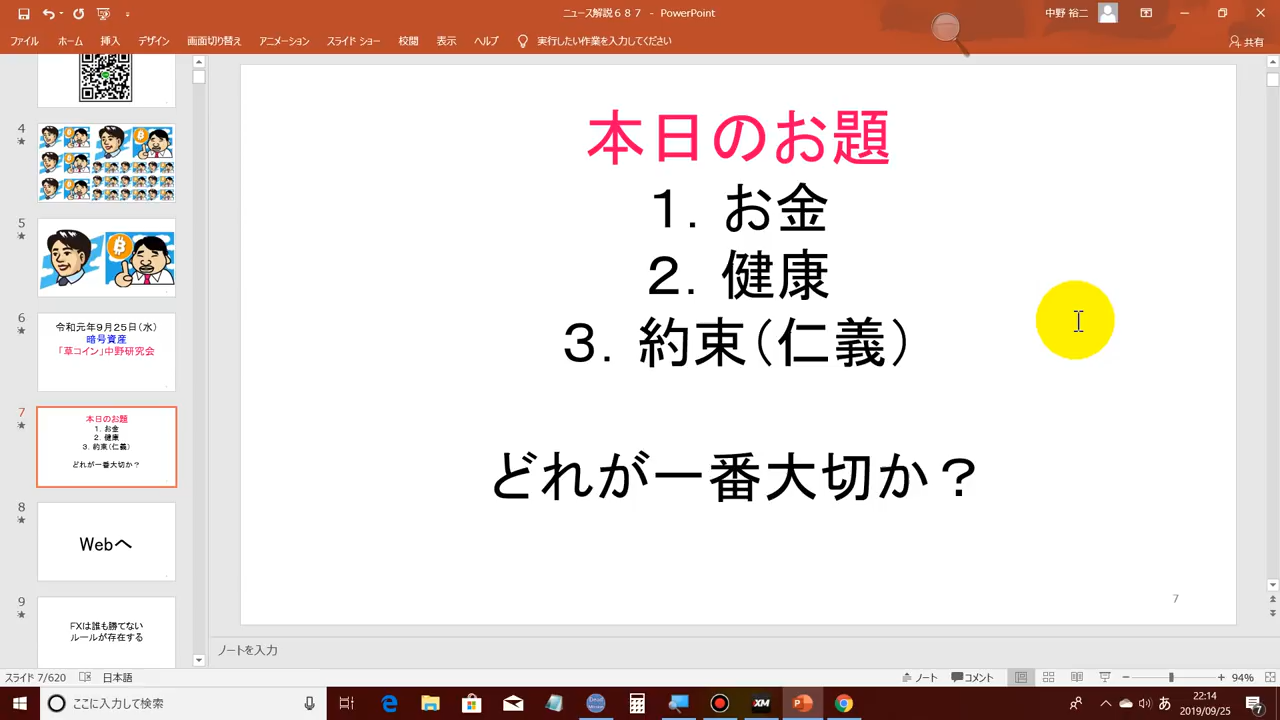 ニュース解説６８７ - PowerPoint
中野 裕二
ファイル ホーム 挿入 デザイン 画面切り替え アニメーション スライド ショー 校閲 表示 ヘルプ 実行したい作業を入力してください 共有
4
5
6
令和元年９月２５日（水）
暗号資産
「草コイン」中野研究会
7
本日のお題
１．お金
２．健康
３．約束（仁義）
どれが一番大切か？
8
Webへ
9
FXは誰も勝てない
ルールが存在する
本日のお題
１．お金
２．健康
３．約束（仁義）
どれが一番大切か？
7
ノートを入力
スライド 7/620 日本語 ノート コメント 94%
ここに入力して検索
XM
あ
22:14
2019/09/25
7